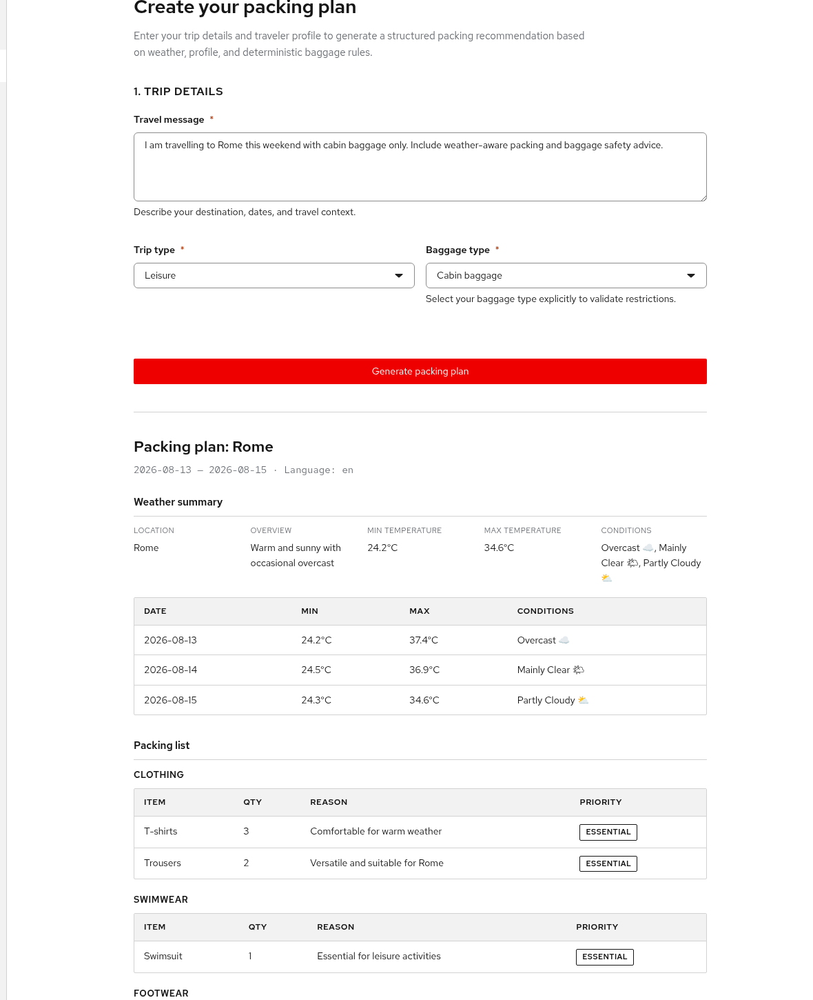 Create your packing plan
Enter your trip details and traveler profile to generate a structured packing recommendation based
on weather, profile, and deterministic baggage rules.
1. TRIP DETAILS
Travel message *
I am travelling to Rome this weekend with cabin baggage only. Include weather-aware packing and baggage safety advice.
Describe your destination, dates, and travel context.
Trip type *
Baggage type *
Leisure
Cabin baggage
Select your baggage type explicitly to validate restrictions.
Generate packing plan
Packing plan: Rome
2026-08-13 — 2026-08-15 · Language: en
Weather summary
LOCATION OVERVIEW MIN TEMPERATURE MAX TEMPERATURE CONDITIONS
Rome Warm and sunny with 24.2°C 34.6°C Overcast ☁️, Mainly
occasional overcast Clear 🌤, Partly Cloudy
⛅
DATE MIN MAX CONDITIONS
2026-08-13 24.2°C 37.4°C Overcast ☁️
2026-08-14 24.5°C 36.9°C Mainly Clear 🌤
2026-08-15 24.3°C 34.6°C Partly Cloudy ⛅
Packing list
CLOTHING
ITEM QTY REASON PRIORITY
T-shirts 3 Comfortable for warm weather ESSENTIAL
Trousers 2 Versatile and suitable for Rome ESSENTIAL
SWIMWEAR
ITEM QTY REASON PRIORITY
Swimsuit 1 Essential for leisure activities ESSENTIAL
FOOTWEAR